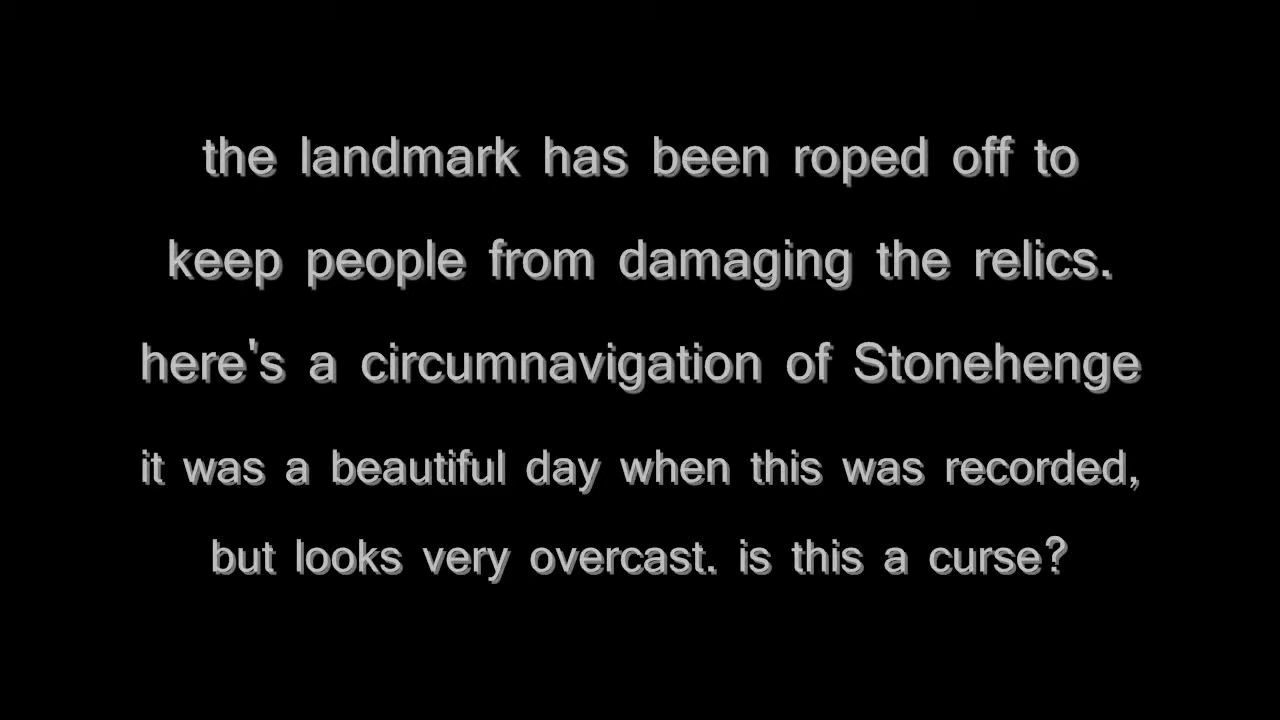 the landmark has been roped off to
keep people from damaging the relics.
here's a circumnavigation of Stonehenge
it was a beautiful day when this was recorded,
but looks very overcast. is this a curse?